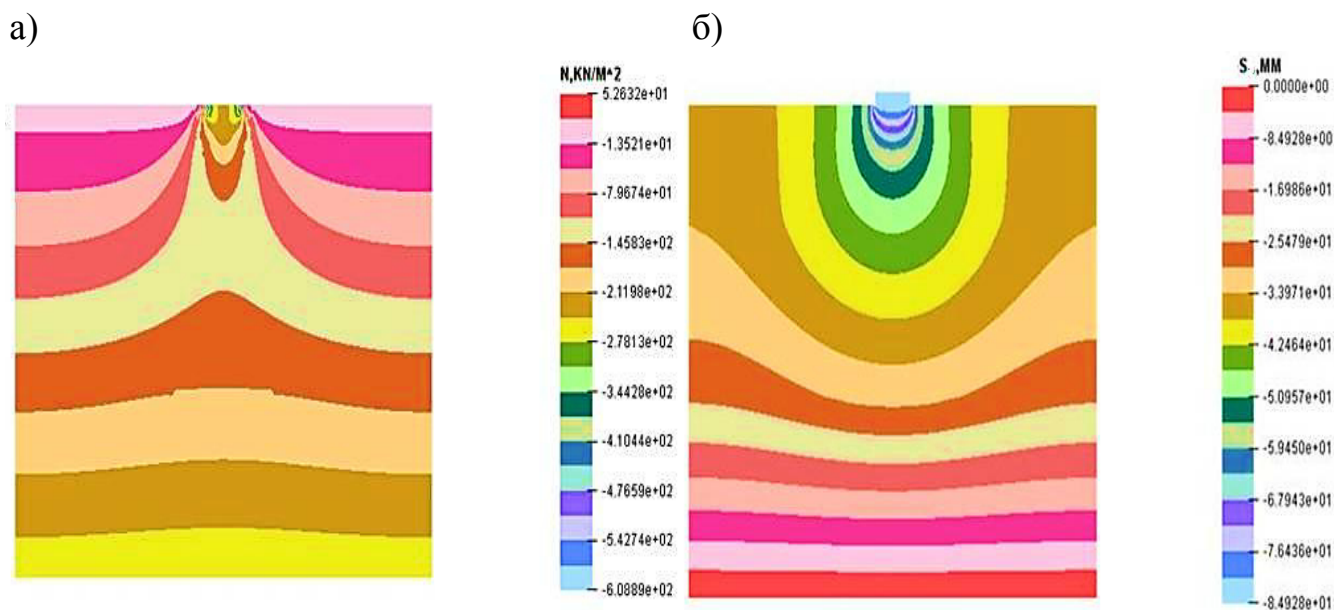 а)
б)
N,KN/M^2
5.2632e+01
-1.3521e+01
-7.9674e+01
-1.4583e+02
-2.1198e+02
-2.7813e+02
-3.4428e+02
-4.1044e+02
-4.7659e+02
-5.4274e+02
-6.0889e+02
S ,MM
0.0000e+00
-8.4928e+00
-1.6986e+01
-2.5479e+01
-3.3971e+01
-4.2464e+01
-5.0957e+01
-5.9450e+01
-6.7943e+01
-7.6436e+01
-8.4928e+01